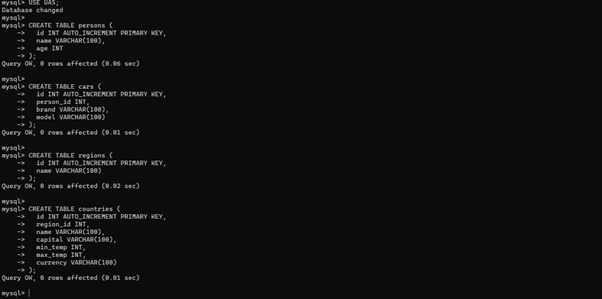 mysql> USE UAS;
Database changed
mysql>
mysql> CREATE TABLE persons (
    ->   id INT AUTO_INCREMENT PRIMARY KEY,
    ->   name VARCHAR(100),
    ->   age INT
    -> );
Query OK, 0 rows affected (0.06 sec)

mysql>
mysql> CREATE TABLE cars (
    ->   id INT AUTO_INCREMENT PRIMARY KEY,
    ->   person_id INT,
    ->   brand VARCHAR(100),
    ->   model VARCHAR(100)
    -> );
Query OK, 0 rows affected (0.01 sec)

mysql>
mysql> CREATE TABLE regions (
    ->   id INT AUTO_INCREMENT PRIMARY KEY,
    ->   name VARCHAR(100)
    -> );
Query OK, 0 rows affected (0.02 sec)

mysql>
mysql> CREATE TABLE countries (
    ->   id INT AUTO_INCREMENT PRIMARY KEY,
    ->   region_id INT,
    ->   name VARCHAR(100),
    ->   capital VARCHAR(100),
    ->   min_temp INT,
    ->   max_temp INT,
    ->   currency VARCHAR(100)
    -> );
Query OK, 0 rows affected (0.01 sec)

mysql>